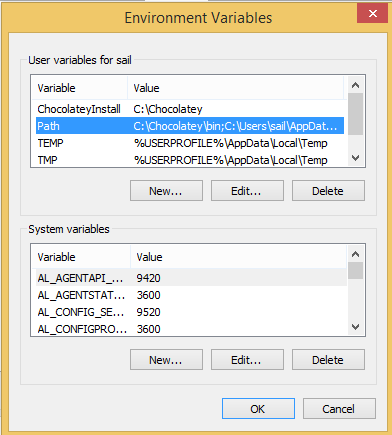 Environment Variables
User variables for sail
Variable Value
ChocolateyInstall C:\Chocolatey
Path C:\Chocolatey\bin;C:\Users\sail\AppDat...
TEMP %USERPROFILE%\AppData\Local\Temp
TMP %USERPROFILE%\AppData\Local\Temp
New... Edit... Delete
System variables
Variable Value
AL_AGENTAPI_... 9420
AL_AGENTSTAT... 3600
AL_CONFIG_SE... 9520
AL_CONFIGPRO... 3600
New... Edit... Delete
OK Cancel